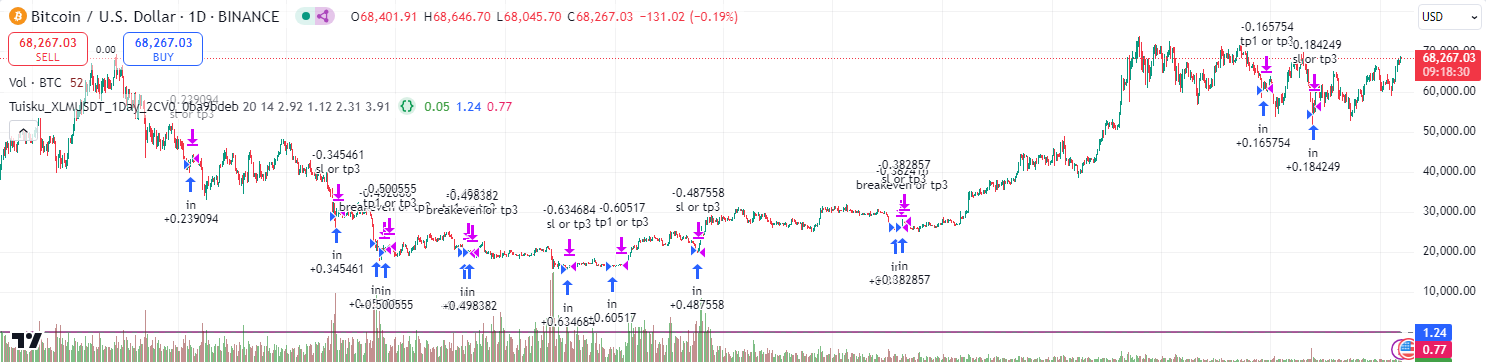 Bitcoin / U.S. Dollar · 1D · BINANCE
O68,401.91 H68,646.70 L68,045.70 C68,267.03 −131.02 (−0.19%)
USD
68,267.03
SELL
0.00
68,267.03
BUY
Vol · BTC 52
Tuisku_XLMUSDT_1Day_2CV0_0ba9bdeb 20 14 2.92 1.12 2.31 3.91 0.05 1.24 0.77
-0.239094
sl or tp3
in
+0.239094
-0.345461
sl or tp3
in
+0.345461
-0.500555
tp1 or tp3
in
+0.500555
-0.498382
breakeven or tp3
in
+0.498382
-0.634684
sl or tp3
in
+0.634684
-0.60517
tp1 or tp3
in
+0.60517
-0.487558
sl or tp3
in
+0.487558
-0.382857
sl or tp3
breakeven or tp3
in
+0.382857
-0.165754
tp1 or tp3
in
+0.165754
-0.184249
sl or tp3
in
+0.184249
70,000.00
68,267.03
09:18:30
60,000.00
50,000.00
40,000.00
30,000.00
20,000.00
10,000.00
1.24
0.77